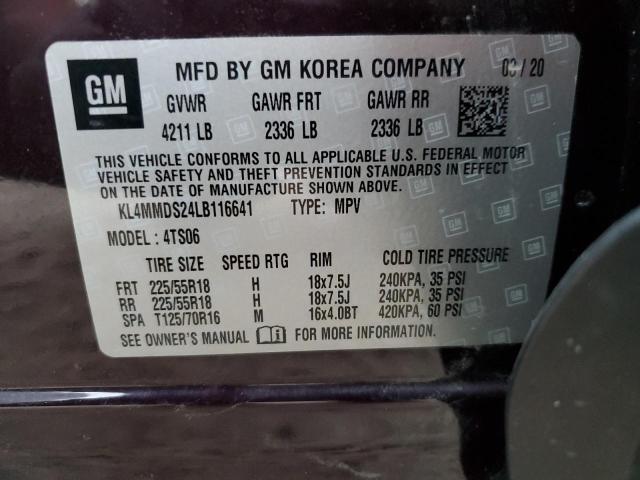 GM
MFD BY GM KOREA COMPANY 03/20
GVWR GAWR FRT GAWR RR
4211 LB 2336 LB 2336 LB
THIS VEHICLE CONFORMS TO ALL APPLICABLE U.S. FEDERAL MOTOR
VEHICLE SAFETY AND THEFT PREVENTION STANDARDS IN EFFECT
ON THE DATE OF MANUFACTURE SHOWN ABOVE.
KL4MMDS24LB116641 TYPE: MPV
MODEL: 4TS06
TIRE SIZE SPEED RTG RIM COLD TIRE PRESSURE
FRT 225/55R18 H 18x7.5J 240KPA, 35 PSI
RR 225/55R18 H 18x7.5J 240KPA, 35 PSI
SPA T125/70R16 M 16x4.0BT 420KPA, 60 PSI
SEE OWNER'S MANUAL FOR MORE INFORMATION.